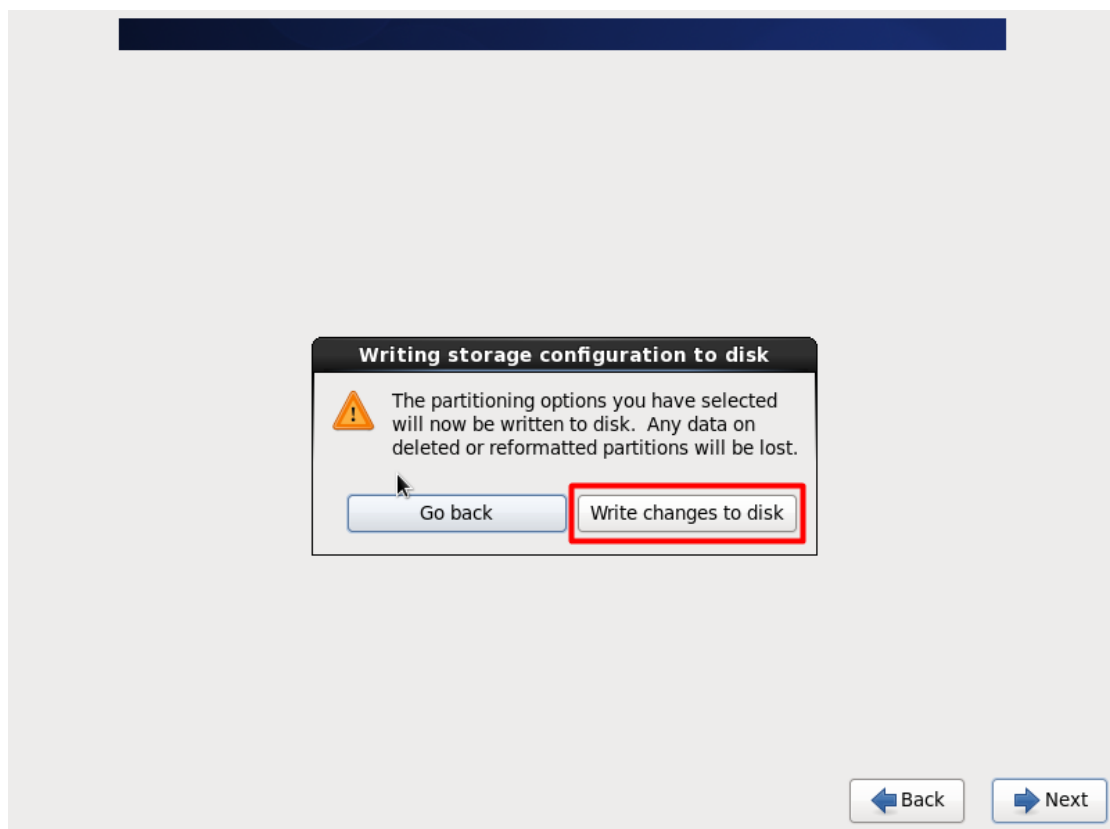 Writing storage configuration to disk
The partitioning options you have selected
will now be written to disk. Any data on
deleted or reformatted partitions will be lost.
Go back
Write changes to disk
Back
Next